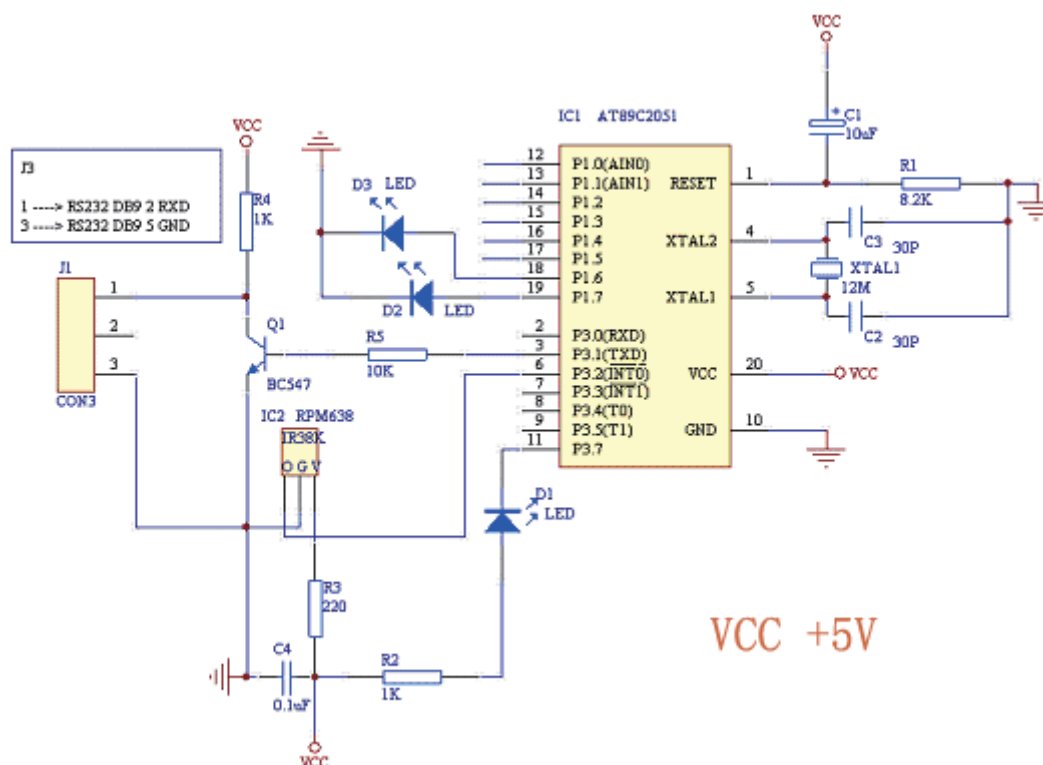 VCC
C1
10uF
IC1 AT89C2051
VCC
J3
1 ----> RS232 DB9 2 RXD
3 ----> RS232 DB9 5 GND
R4
1K
D3 LED
D2 LED
12 P1.0(AIN0)
13 P1.1(AIN1)
14 P1.2
15 P1.3
16 P1.4
17 P1.5
18 P1.6
19 P1.7
2 P3.0(RXD)
3 P3.1(TXD)
6 P3.2(INT0)
7 P3.3(INT1)
8 P3.4(T0)
9 P3.5(T1)
11 P3.7
RESET 1
XTAL2 4
XTAL1 5
VCC 20
GND 10
R1
8.2K
C3 30P
XTAL1
12M
C2 30P
VCC
J1
1
2
3
CON3
Q1
BC547
R5
10K
IC2 RPM638
IR38K
O G V
D1
LED
R3
220
C4
0.1uF
R2
1K
VCC
VCC +5V